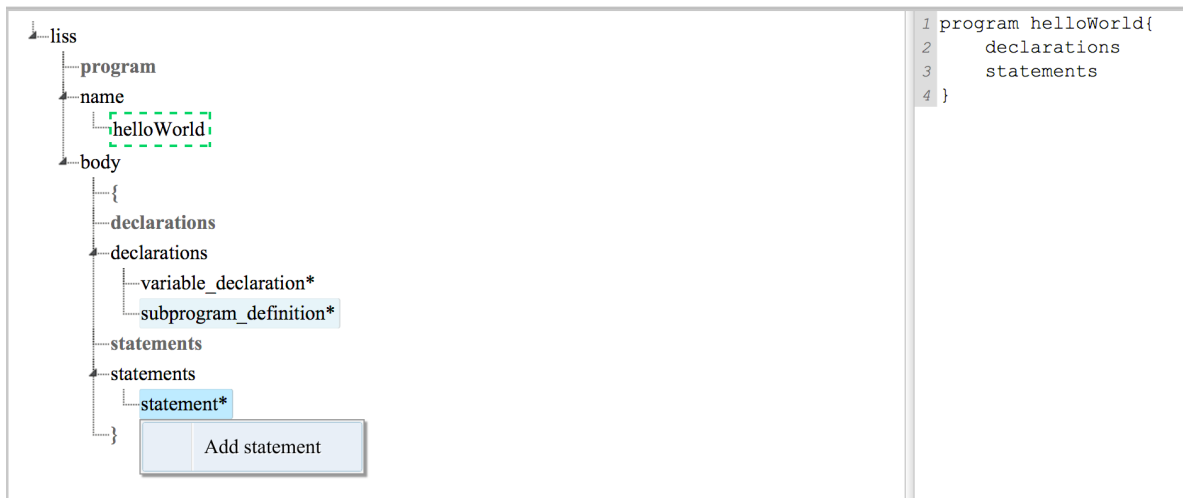 liss
program
name
helloWorld
body
{
declarations
declarations
variable_declaration*
subprogram_definition*
statements
statements
statement*
}
Add statement
1 program helloWorld{
2 declarations
3 statements
4 }